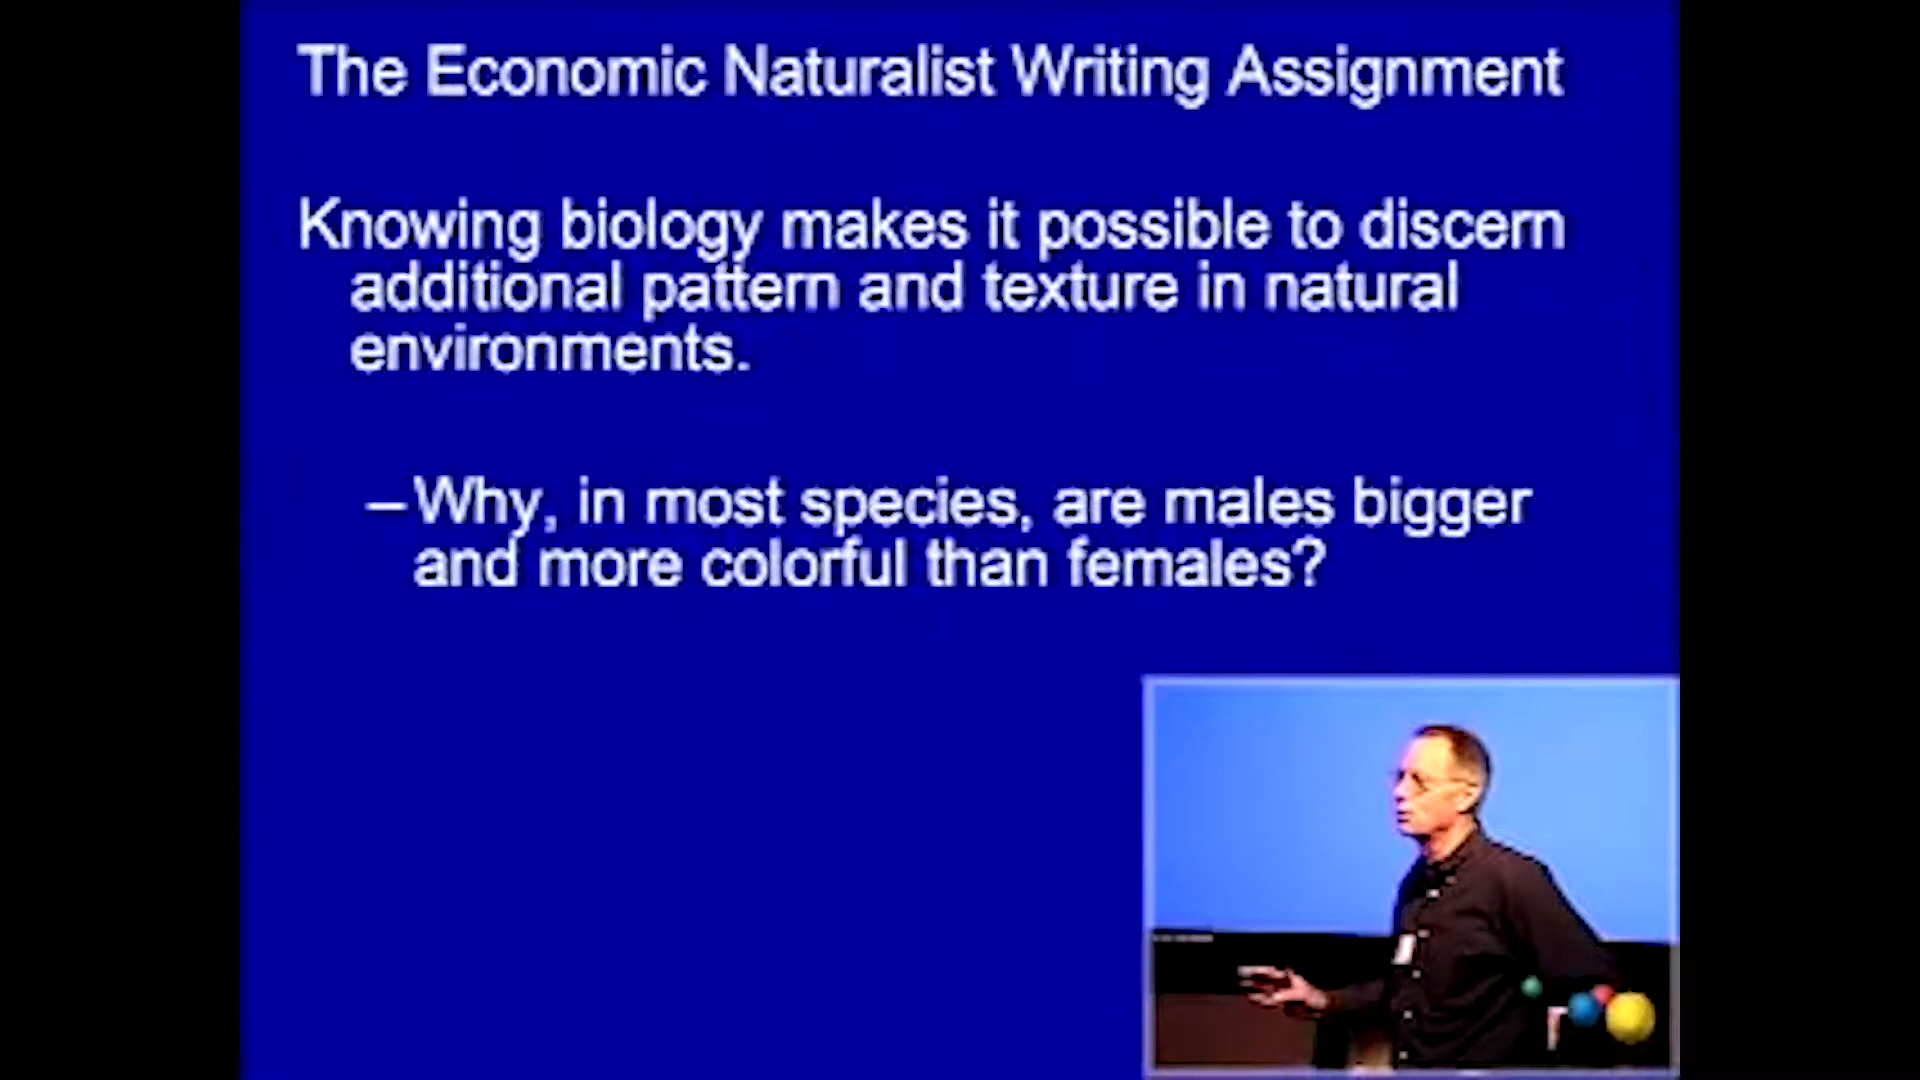 The Economic Naturalist Writing Assignment
Knowing biology makes it possible to discern
additional pattern and texture in natural
environments.
– Why, in most species, are males bigger
and more colorful than females?